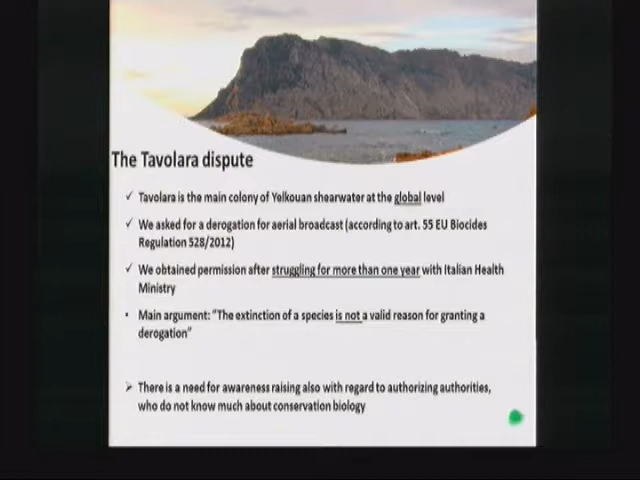 The Tavolara dispute
✓ Tavolara is the main colony of Yelkouan shearwater at the global level
✓ We asked for a derogation for aerial broadcast (according to art. 55 EU Biocides
Regulation 528/2012)
✓ We obtained permission after struggling for more than one year with Italian Health
Ministry
• Main argument: "The extinction of a species is not a valid reason for granting a
derogation"
➢ There is a need for awareness raising also with regard to authorizing authorities,
who do not know much about conservation biology